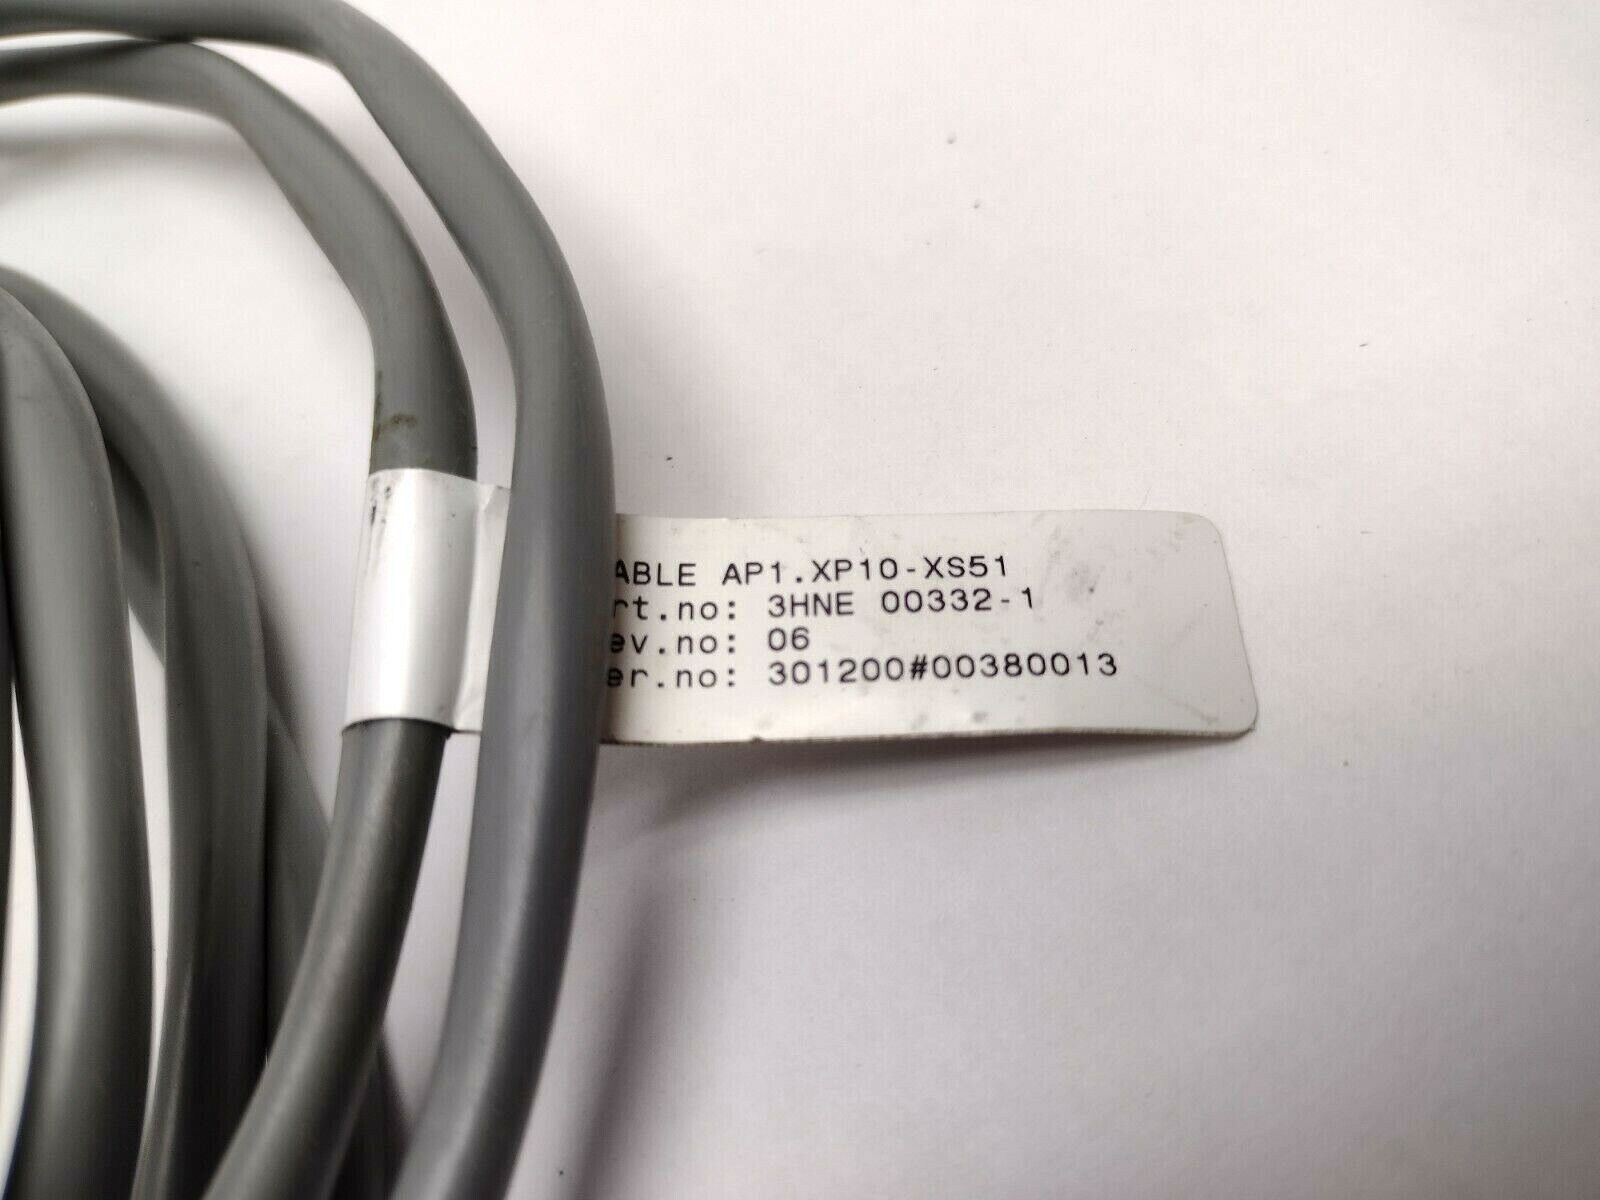 ABLE AP1.XP10-XS51
rt.no: 3HNE 00332-1
ev.no: 06
er.no: 301200#00380013